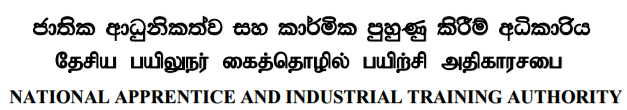 ජාතික ආධුනිකත්ව සහ කාර්මික පුහුණු කිරීම් අධිකාරිය
தேசிய பயிலுநர் கைத்தொழில் பயிற்சி அதிகாரசபை
NATIONAL APPRENTICE AND INDUSTRIAL TRAINING AUTHORITY